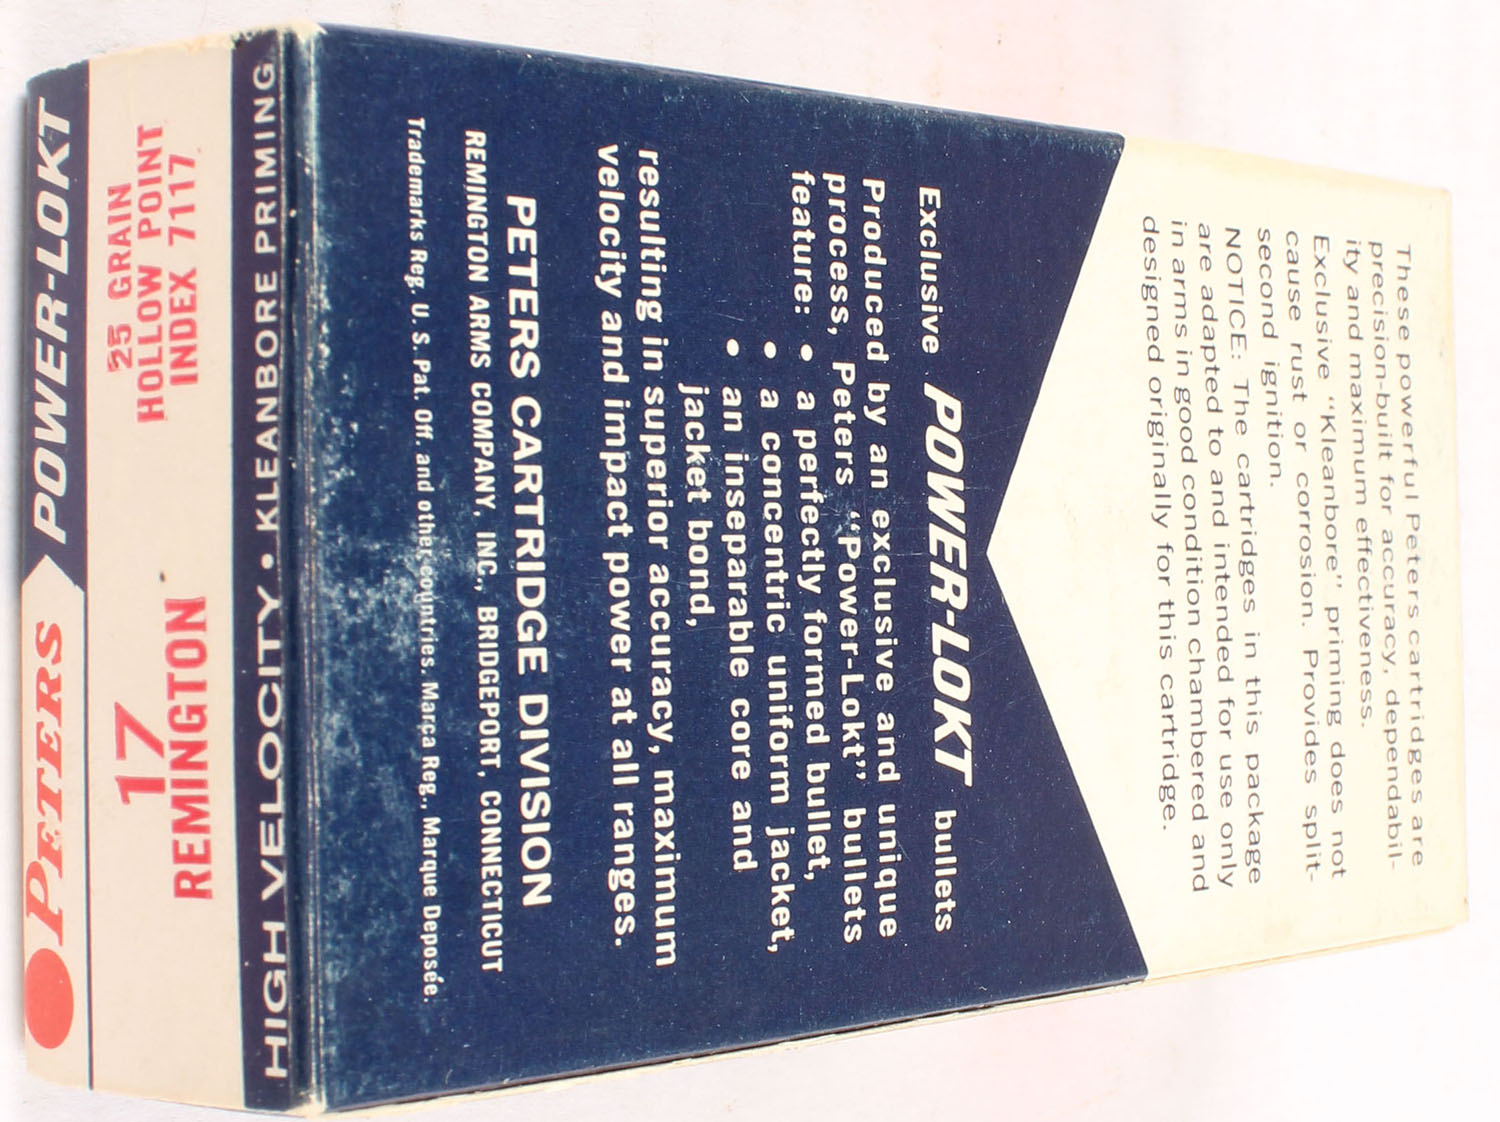 These powerful Peters cartridges are
precision-built for accuracy, dependabil-
ity and maximum effectiveness.
Exclusive "Kleanbore" priming does not
cause rust or corrosion. Provides split-
second ignition.
NOTICE: The cartridges in this package
are adapted to and intended for use only
in arms in good condition chambered and
designed originally for this cartridge.
Exclusive POWER-LOKT bullets
Produced by an exclusive and unique
process, Peters "Power-Lokt" bullets
feature: • a perfectly formed bullet,
• a concentric uniform jacket,
• an inseparable core and
jacket bond,
resulting in superior accuracy, maximum
velocity and impact power at all ranges.
PETERS CARTRIDGE DIVISION
REMINGTON ARMS COMPANY, INC., BRIDGEPORT, CONNECTICUT
Trademarks Reg. U. S. Pat. Off. and other countries. Marca Reg., Marque Deposée.
HIGH VELOCITY • KLEANBORE PRIMING
17
REMINGTON
25 GRAIN
HOLLOW POINT
INDEX 7117
PETERS POWER-LOKT